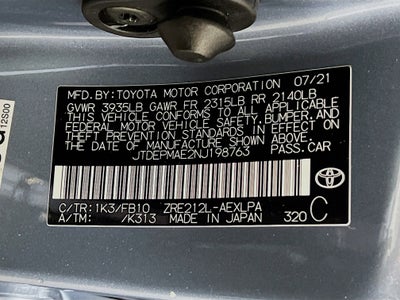 MFD.BY:TOYOTA MOTOR CORPORATION 07/21
GVWR 3935LB GAWR FR 2315LB RR 2140LB
THIS VEHICLE CONFORMS TO ALL APPLICABLE
FEDERAL MOTOR VEHICLE SAFETY,BUMPER,AND
THEFT PREVENTION STANDARDS IN EFFECT ON
THE DATE OF MANUFACTURE SHOWN ABOVE.
JTDEPMAE2NJ198763 PASS.CAR
TOYOTA
C/TR:1K3/FB10 ZRE212L-AEXLPA
A/TM: /K313 MADE IN JAPAN 320 C
12S00